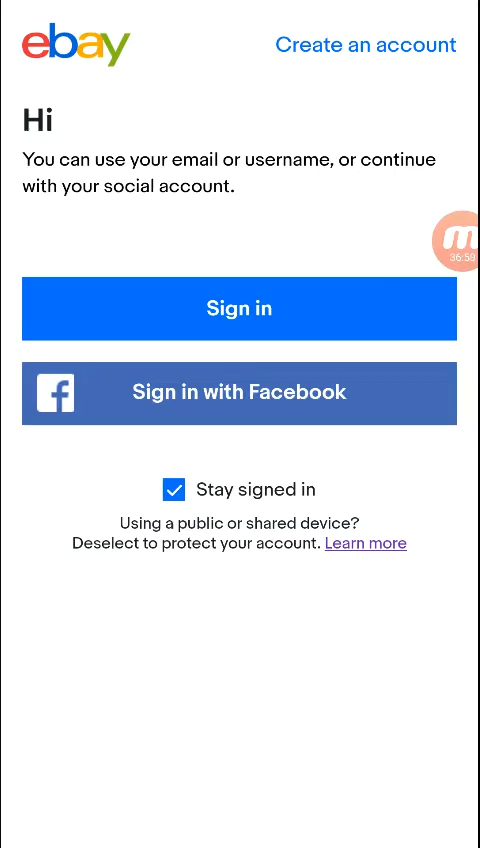 ebay
Create an account
Hi
You can use your email or username, or continue
with your social account.
m
36:59
Sign in
f
Sign in with Facebook
Stay signed in
Using a public or shared device?
Deselect to protect your account. Learn more